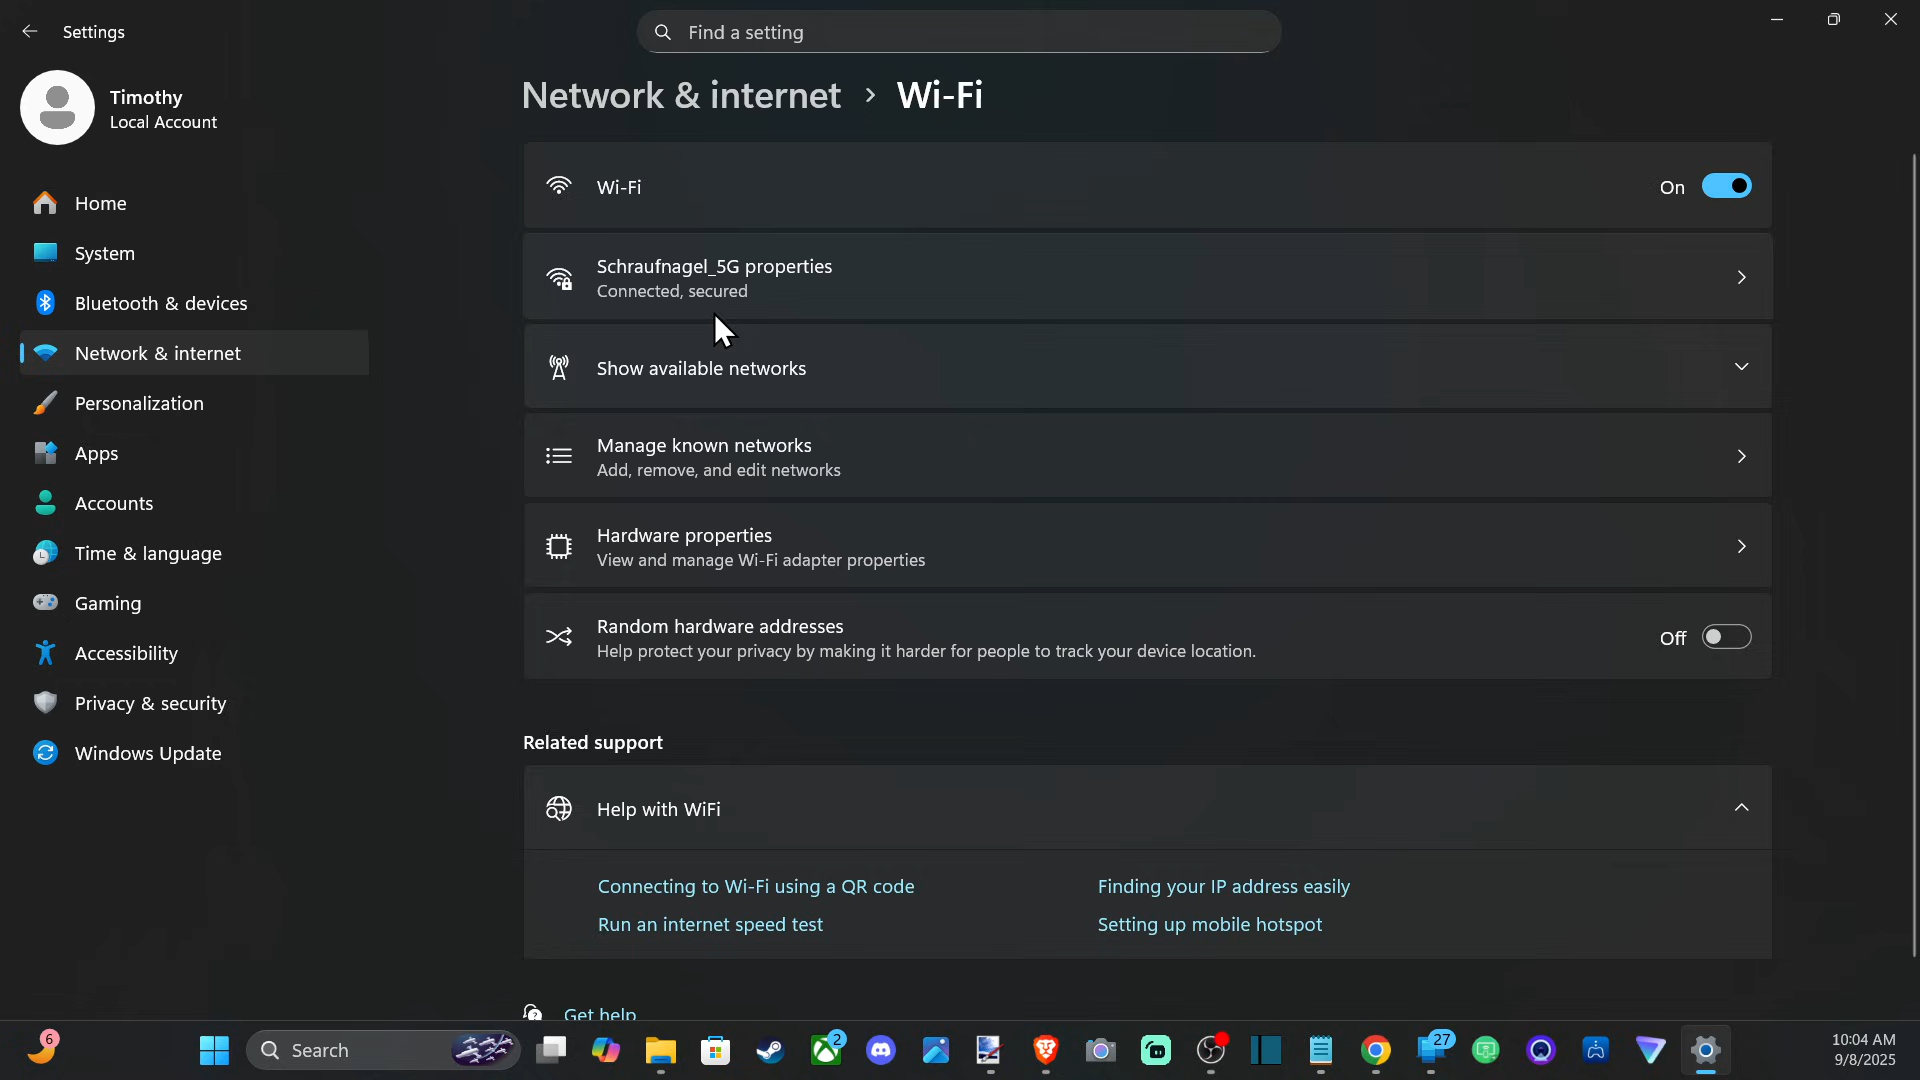 Settings
Find a setting
Timothy
Local Account
Home
System
Bluetooth & devices
Network & internet
Personalization
Apps
Accounts
Time & language
Gaming
Accessibility
Privacy & security
Windows Update
Network & internet › Wi-Fi
Wi-Fi
On
Schraufnagel_5G properties
Connected, secured
Show available networks
Manage known networks
Add, remove, and edit networks
Hardware properties
View and manage Wi-Fi adapter properties
Random hardware addresses
Help protect your privacy by making it harder for people to track your device location.
Off
Related support
Help with WiFi
Connecting to Wi-Fi using a QR code
Finding your IP address easily
Run an internet speed test
Setting up mobile hotspot
Get help
6
Search
2
27
10:04 AM
9/8/2025